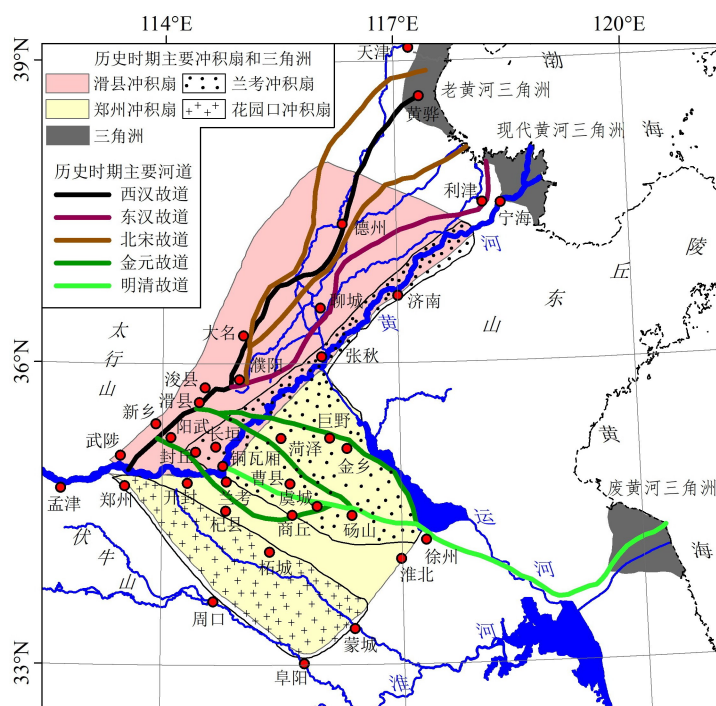 114°E
117°E
120°E
39°N
36°N
33°N
历史时期主要冲积扇和三角洲
滑县冲积扇
兰考冲积扇
郑州冲积扇
花园口冲积扇
三角洲
历史时期主要河道
西汉故道
东汉故道
北宋故道
金元故道
明清故道
天津
渤
海
老黄河三角洲
黄骅
现代黄河三角洲
利津
宁海
德州
河
陵
丘
东
山
聊城
济南
黄
太
行
山
大名
濮阳
张秋
浚县
滑县
新乡
阳武
长垣
巨野
武陟
封丘
菏泽
金乡
铜瓦厢
黄
孟津
郑州
开封
兰考
曹县
虞城
废黄河三角洲
杞县
商丘
砀山
运
徐州
伏
牛
山
柘城
淮北
河
海
周口
蒙城
河
阜阳
淮